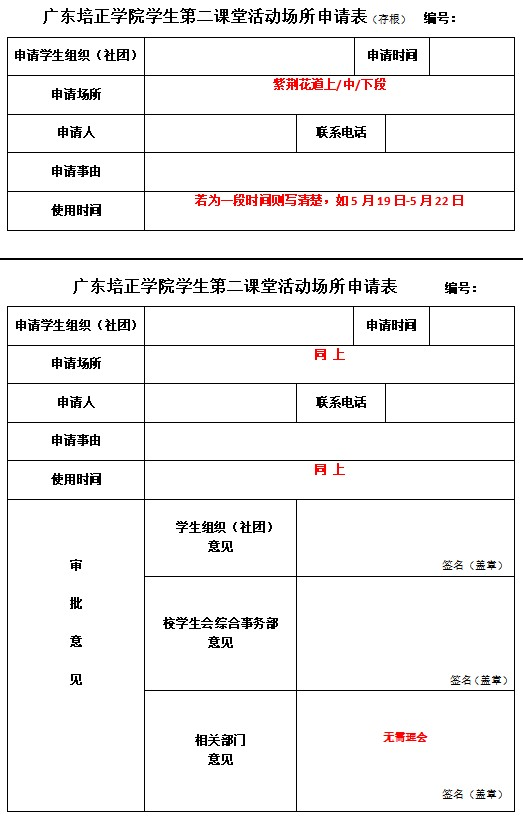 广东培正学院学生第二课堂活动场所申请表（存根） 编号：
申请学生组织（社团） 申请时间
申请场所 紫荆花道上/中/下段
申请人 联系电话
申请事由
使用时间 若为一段时间则写清楚，如5月19日-5月22日
广东培正学院学生第二课堂活动场所申请表 编号：
申请学生组织（社团） 申请时间
申请场所 同上
申请人 联系电话
申请事由
使用时间 同上
审批意见
学生组织（社团）
意见
签名（盖章）
校学生会综合事务部
意见
签名（盖章）
相关部门
意见
无需理会
签名（盖章）